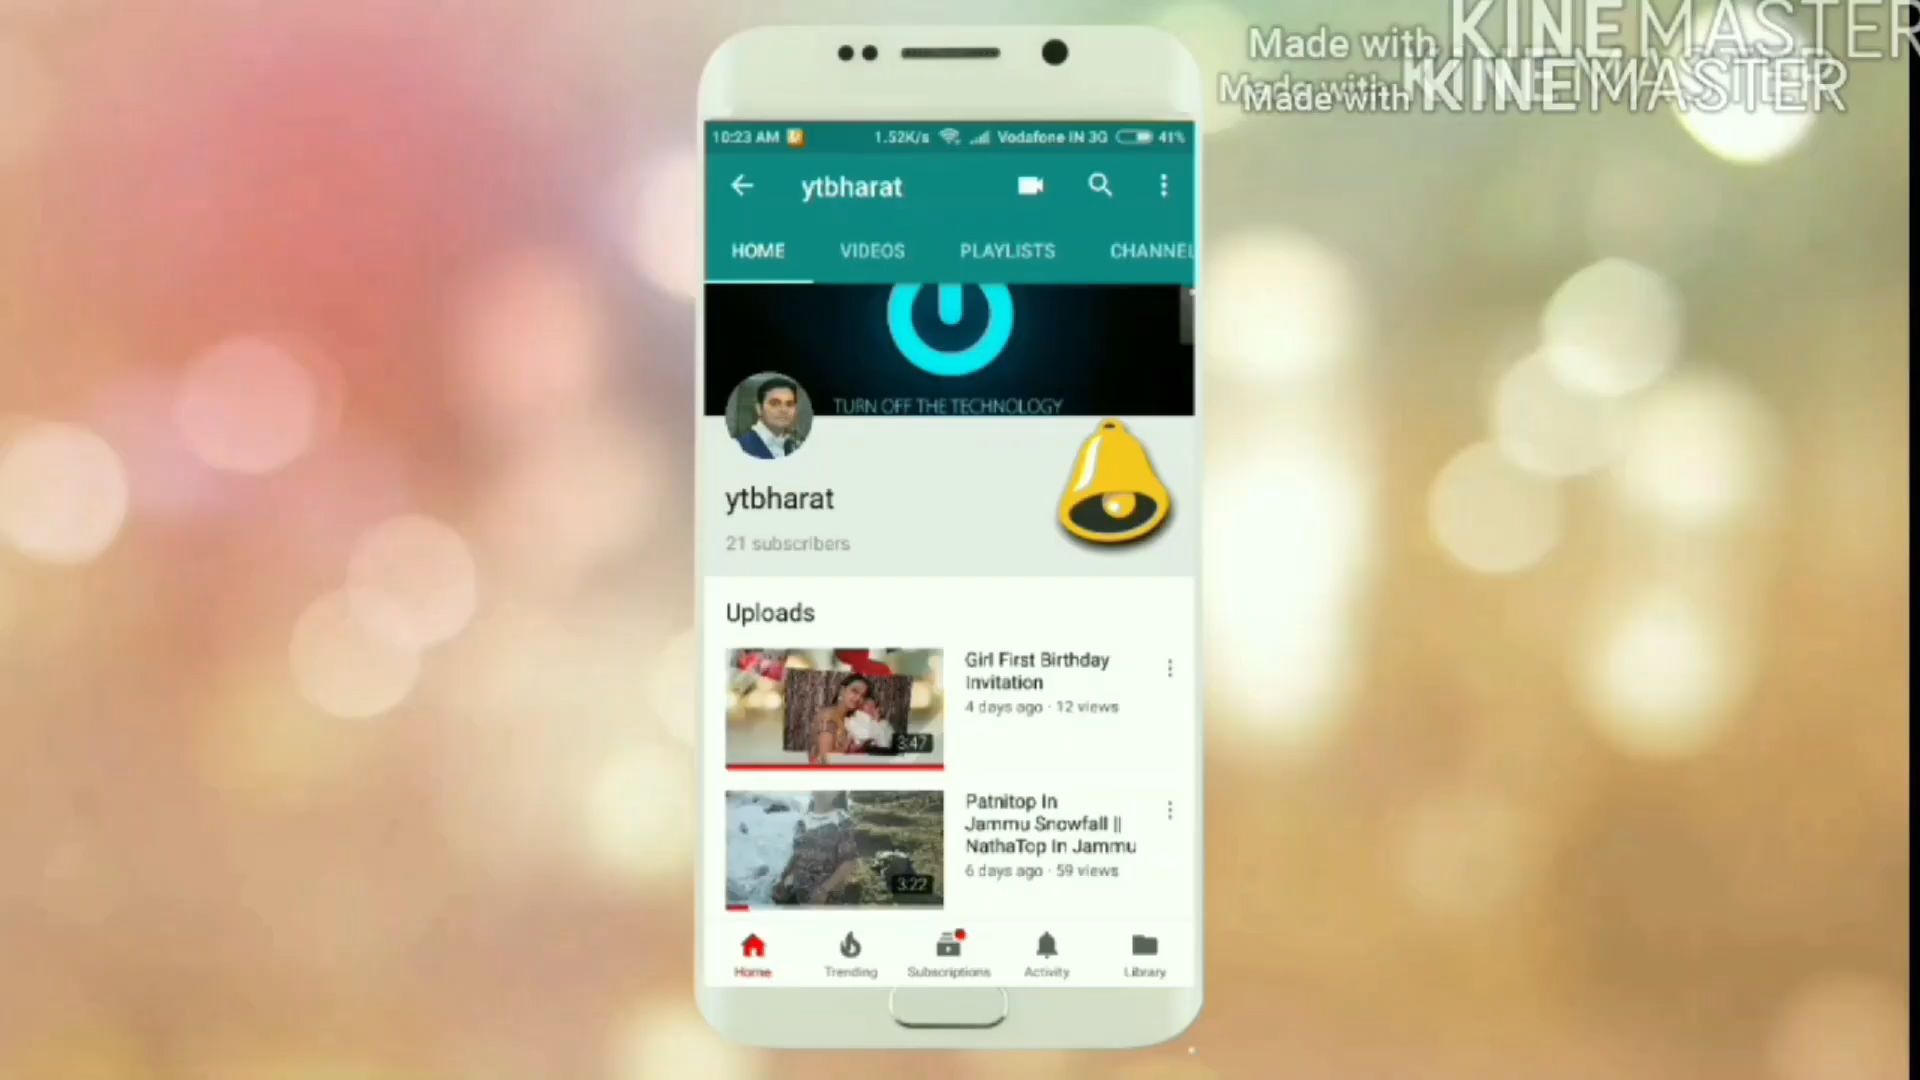 Made with KINEMASTER
Made with
Made with KINEMASTER
10:23 AM 1.52K/s Vodafone IN 3G 41%
ytbharat
HOME VIDEOS PLAYLISTS CHANNEL
TURN OFF THE TECHNOLOGY
ytbharat
21 subscribers
Uploads
Girl First Birthday
Invitation
4 days ago · 12 views
3:47
Patnitop In
Jammu Snowfall ||
NathaTop In Jammu
6 days ago · 59 views
3:22
Home Trending Subscriptions Activity Library